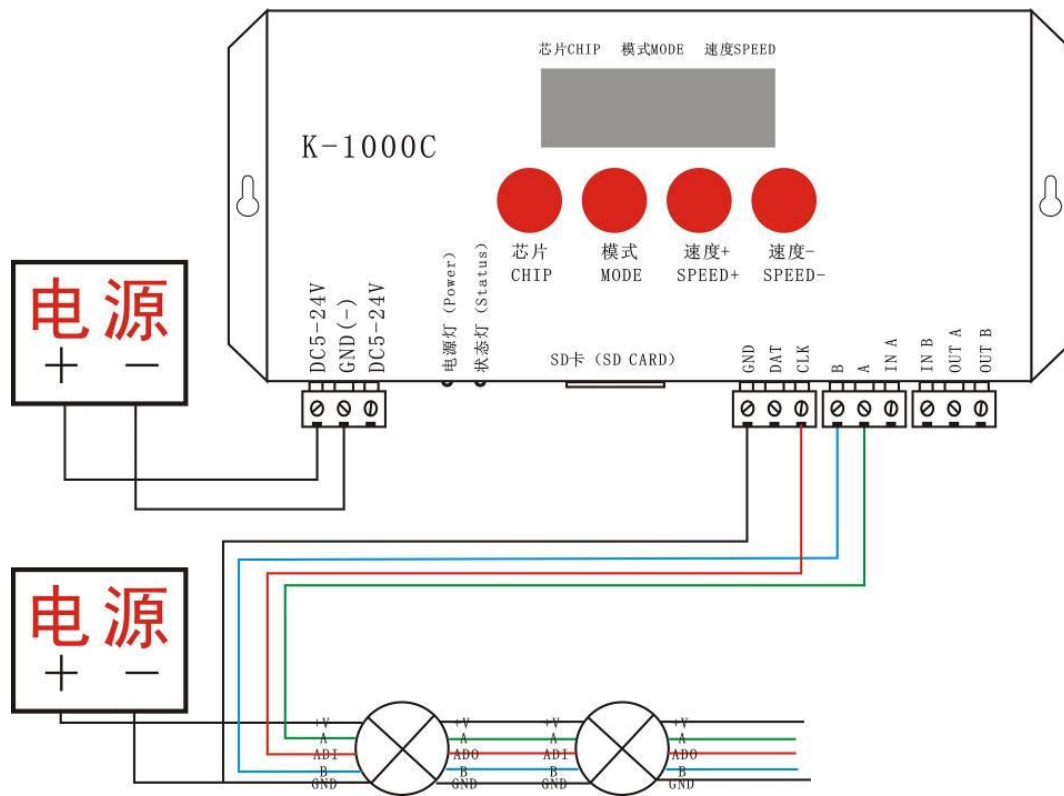 芯片CHIP 模式MODE 速度SPEED
K-1000C
芯片
CHIP
模式
MODE
速度+
SPEED+
速度-
SPEED-
DC5-24V
GND(-)
DC5-24V
电源灯 (Power)
状态灯 (Status)
SD卡 (SD CARD)
GND
DAT
CLK
B
A
IN A
IN B
OUT A
OUT B
电源
+ −
电源
+ −
+V
A
ADI
B
GND
+V
A
ADO
B
GND
+V
A
ADI
B
GND
+V
A
ADO
B
GND